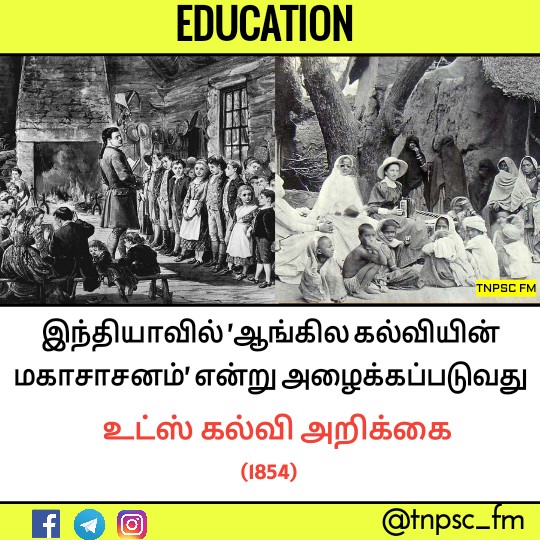 EDUCATION
TNPSC FM
இந்தியாவில் 'ஆங்கில கல்வியின்
மகாசாசனம்' என்று அழைக்கப்படுவது
உட்ஸ் கல்வி அறிக்கை
(1854)
@tnpsc_fm